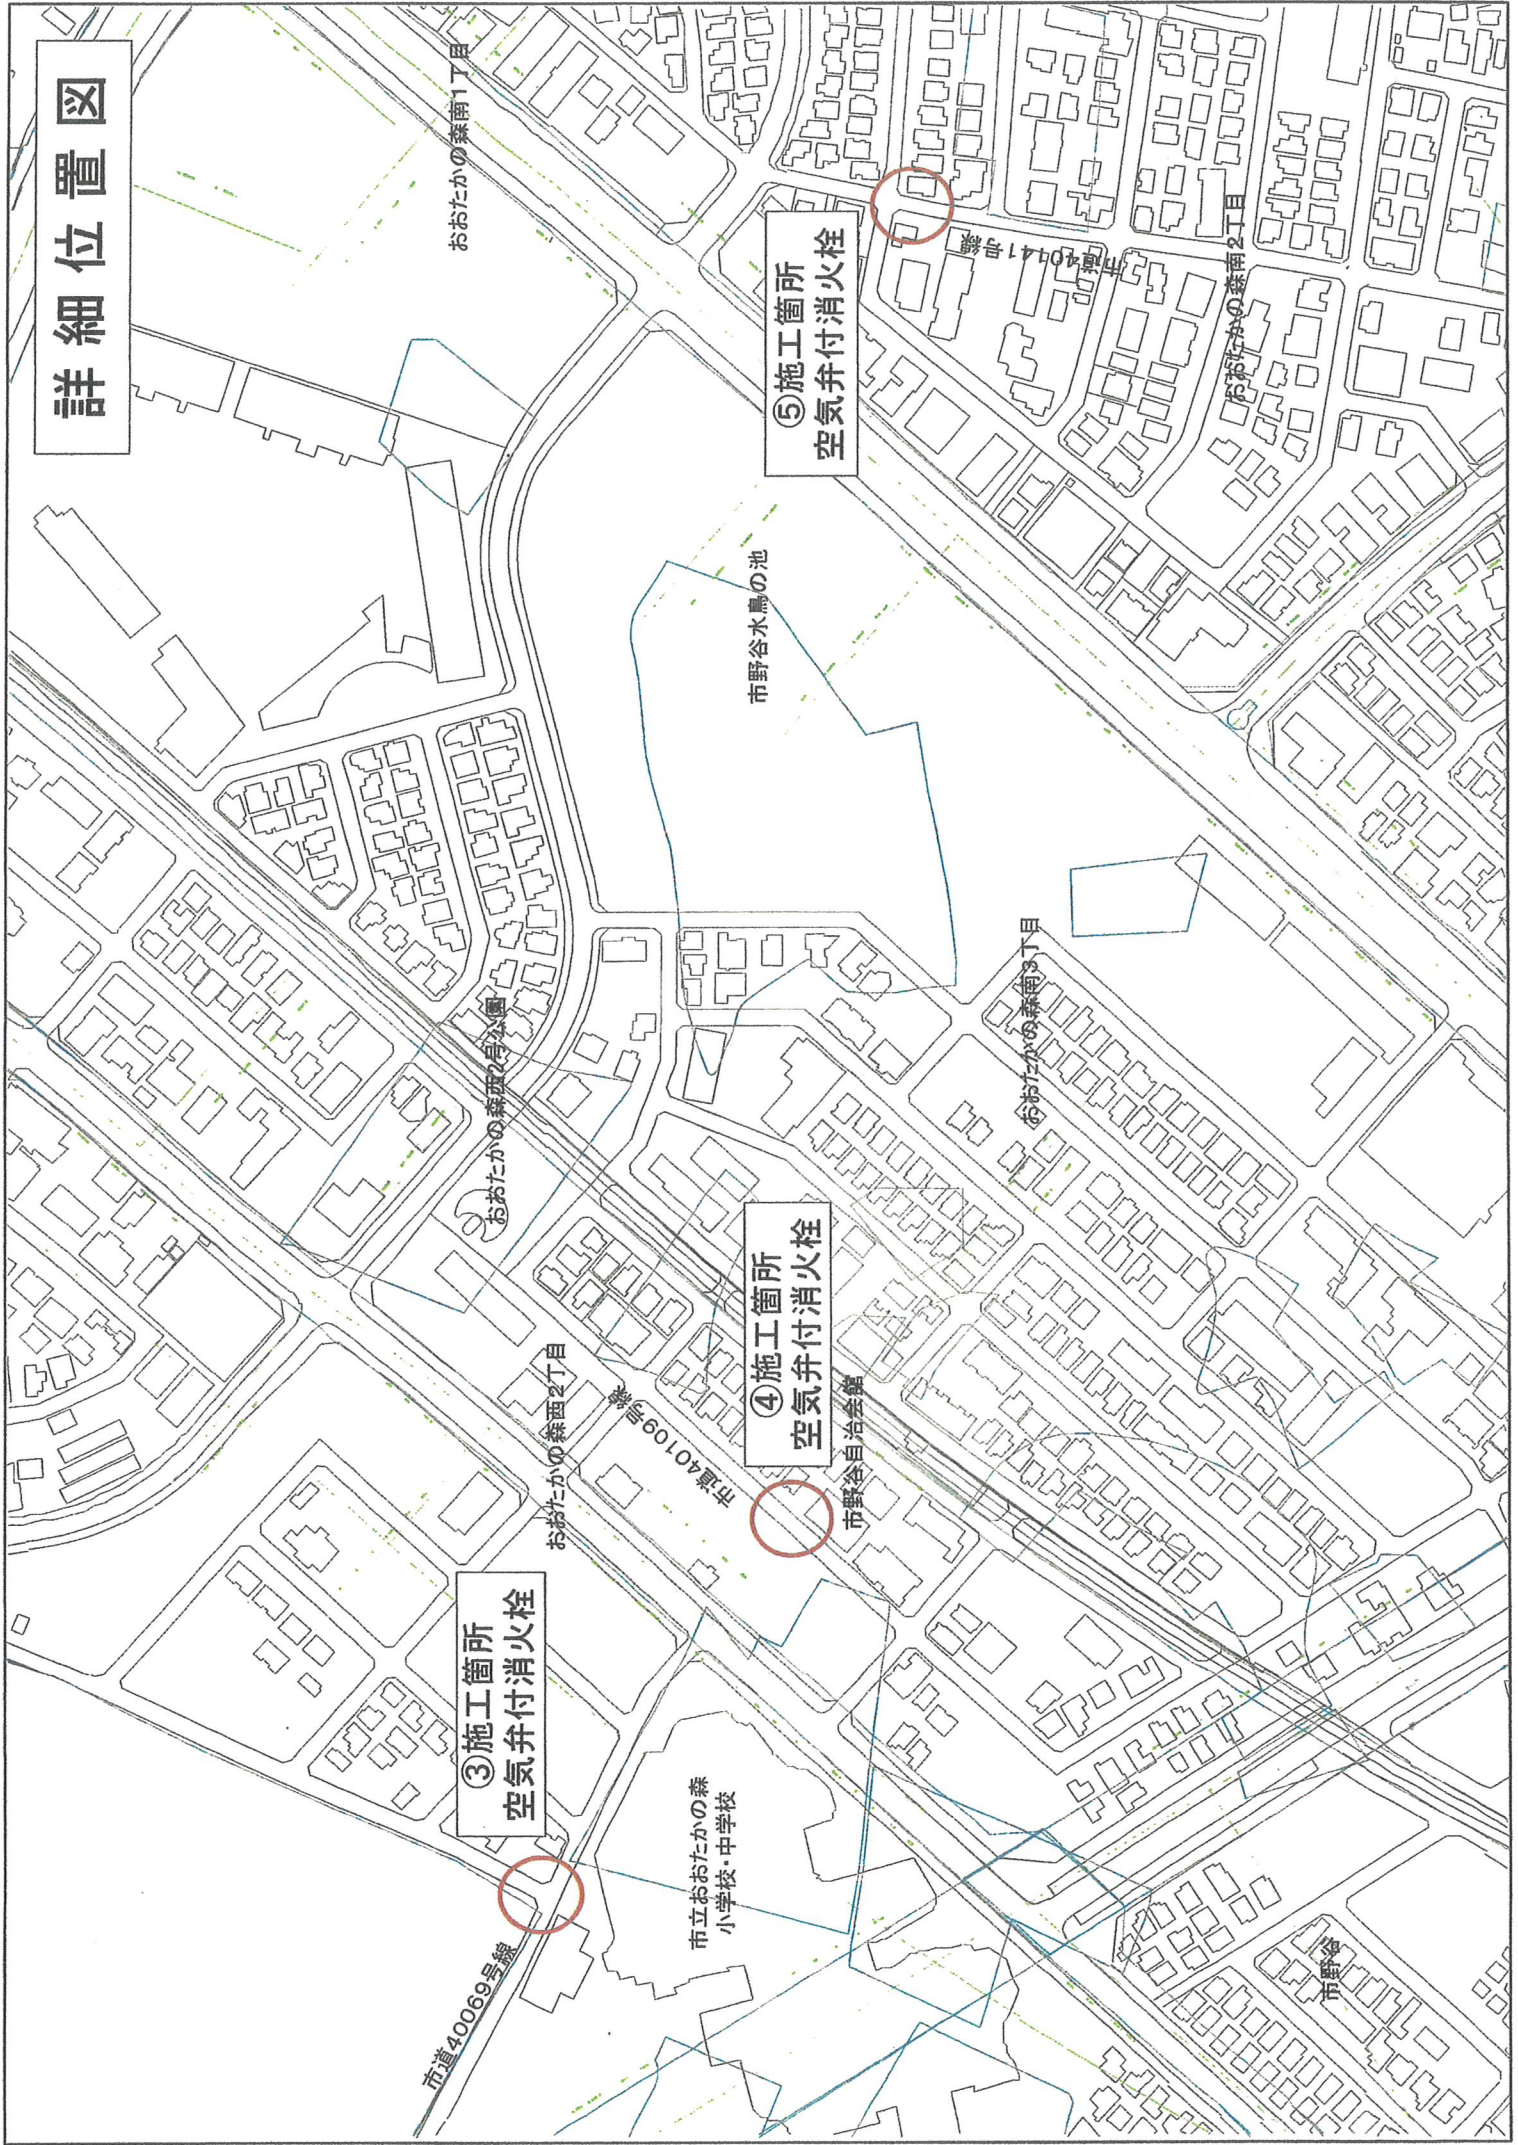 詳細位置図
おおたかの森南1丁目
⑤施工箇所
空気弁付消火栓
市道40141号線
おおたかの森南2丁目
市野谷水鳥の池
おおたかの森西2号公園
おおたかの森南3丁目
④施工箇所
空気弁付消火栓
おおたかの森西2丁目
市道40109号線
市野谷自治会館
③施工箇所
空気弁付消火栓
市道40069号線
市立おおたかの森
小学校・中学校
市野谷